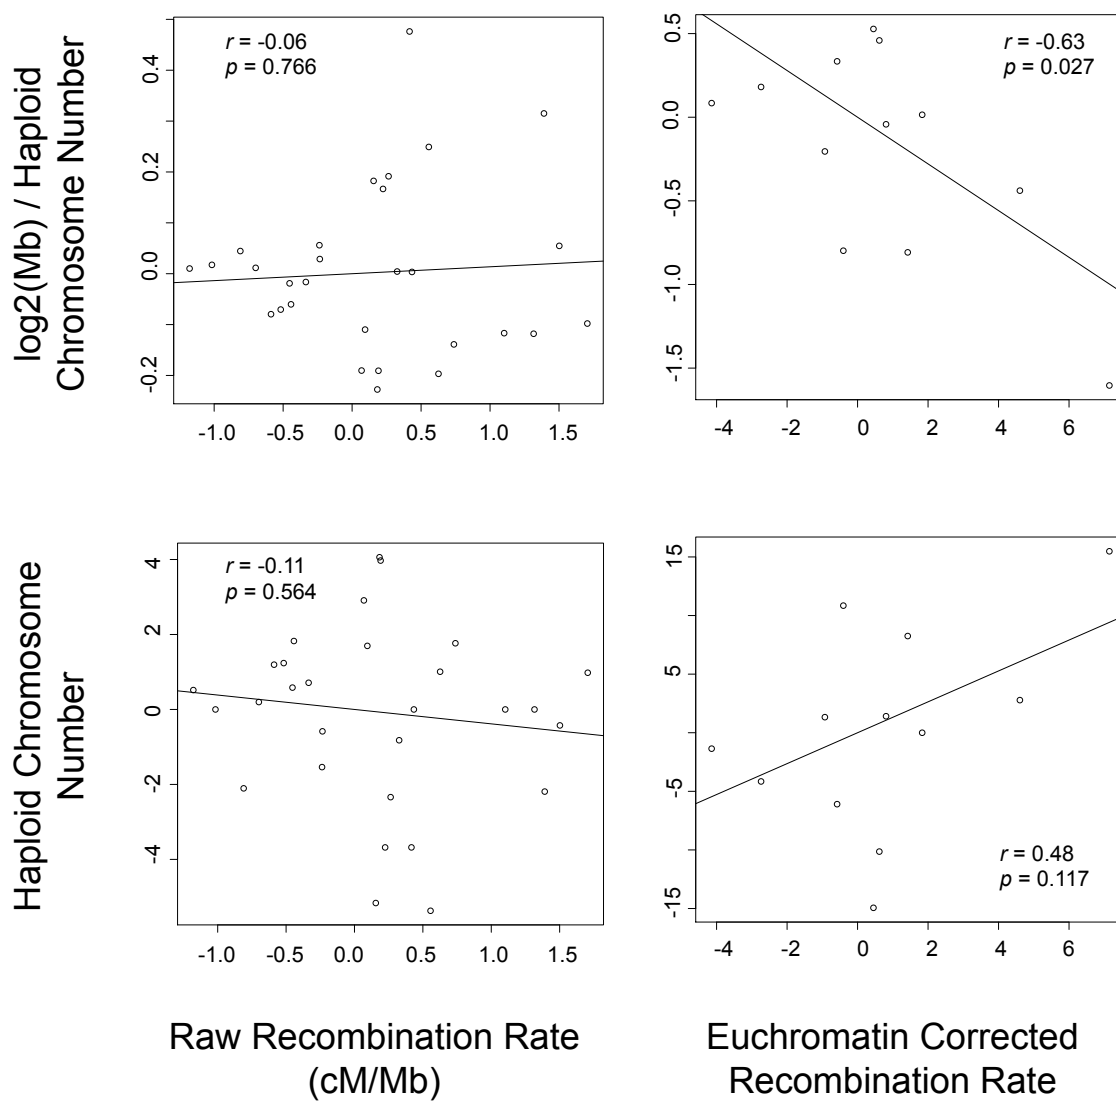 log2(Mb) / Haploid
Chromosome Number
r = -0.06
p = 0.766
0.4
0.2
0.0
-0.2
-1.0 -0.5 0.0 0.5 1.0 1.5
r = -0.63
p = 0.027
0.5
0.0
-0.5
-1.0
-1.5
-4 -2 0 2 4 6
Haploid Chromosome
Number
r = -0.11
p = 0.564
4
2
0
-2
-4
-1.0 -0.5 0.0 0.5 1.0 1.5
15
5
-5
-15
r = 0.48
p = 0.117
-4 -2 0 2 4 6
Raw Recombination Rate
(cM/Mb)
Euchromatin Corrected
Recombination Rate